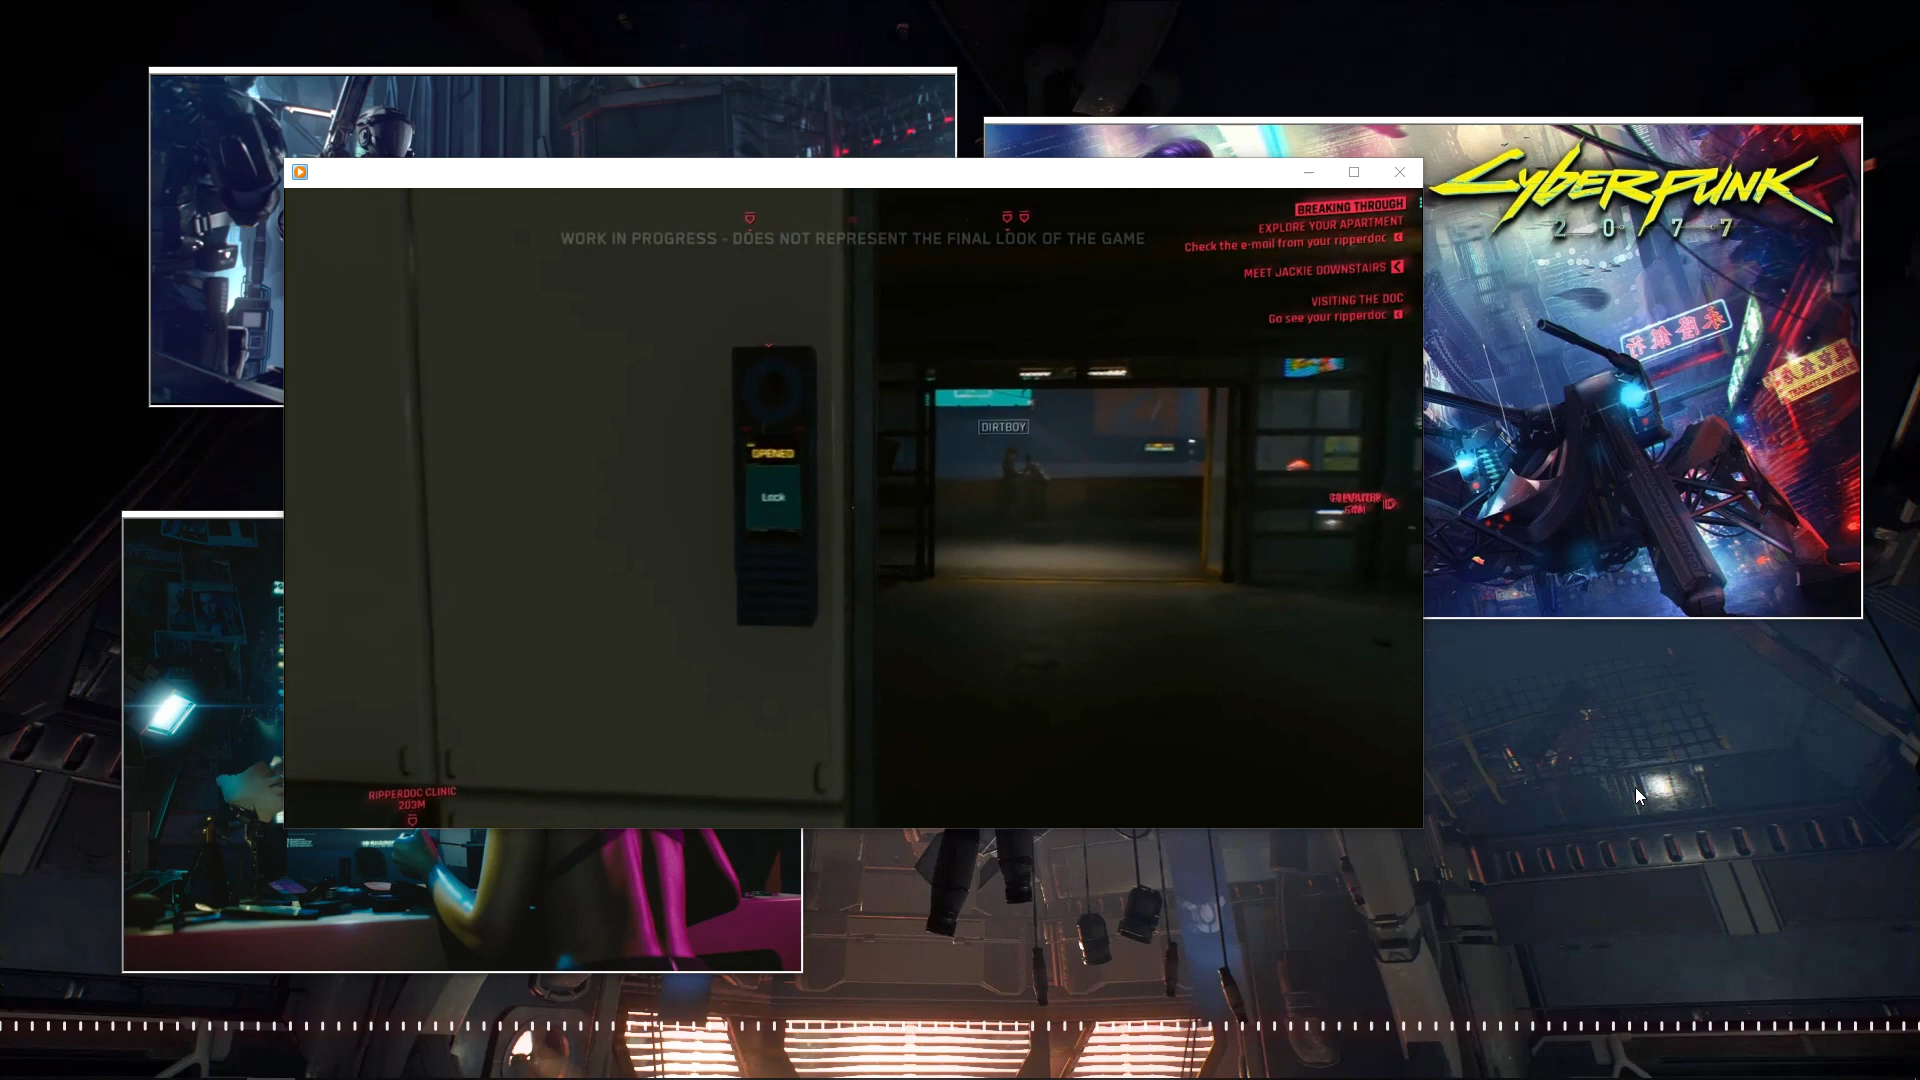 CYBERPUNK
2077
WORK IN PROGRESS - DOES NOT REPRESENT THE FINAL LOOK OF THE GAME
BREAKING THROUGH
EXPLORE YOUR APARTMENT
Check the e-mail from your ripperdoc
MEET JACKIE DOWNSTAIRS
VISITING THE DOC
Go see your ripperdoc
DIRTBOY
OPENED
Lock
COMPUTER
RIPPERDOC CLINIC
203M